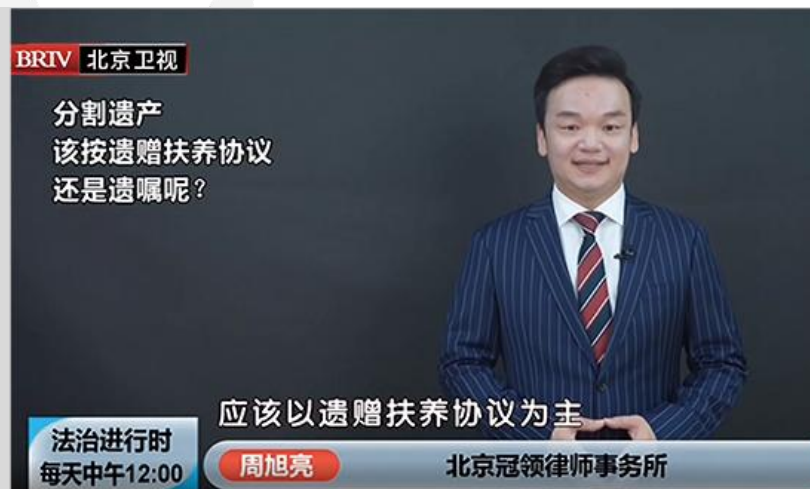 BRTV 北京卫视
分割遗产
该按遗赠扶养协议
还是遗嘱呢？
应该以遗赠扶养协议为主
法治进行时
每天中午12:00
周旭亮
北京冠领律师事务所